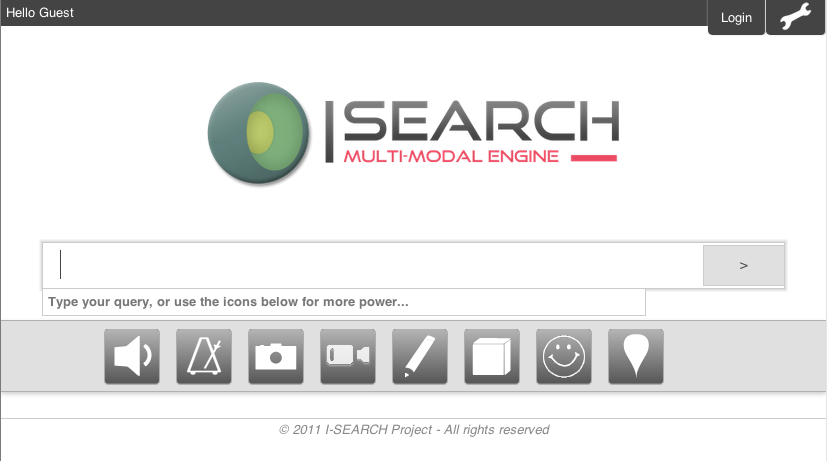 Hello Guest
Login
I SEARCH
MULTI-MODAL ENGINE
>
Type your query, or use the icons below for more power...
© 2011 I-SEARCH Project - All rights reserved